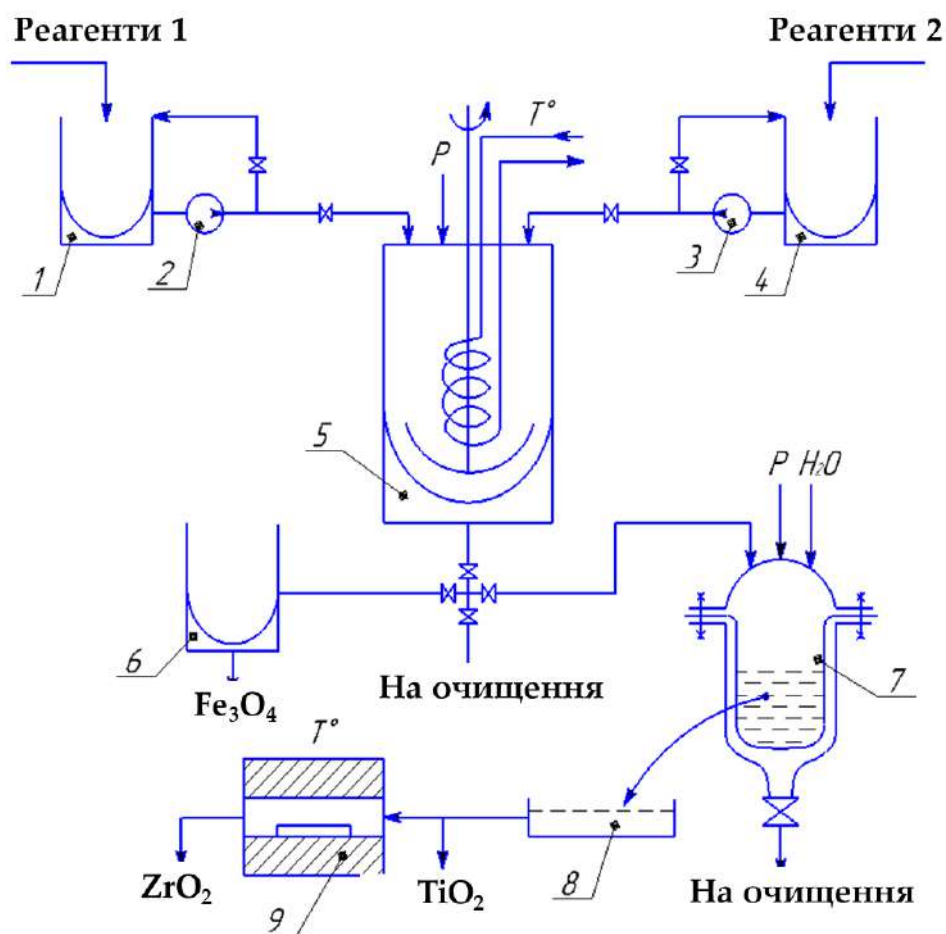 Реагенти 1
Реагенти 2
T°
P
1
2
3
4
5
P H₂O
6
7
Fe₃O₄
На очищення
T°
8
ZrO₂
9
TiO₂
На очищення